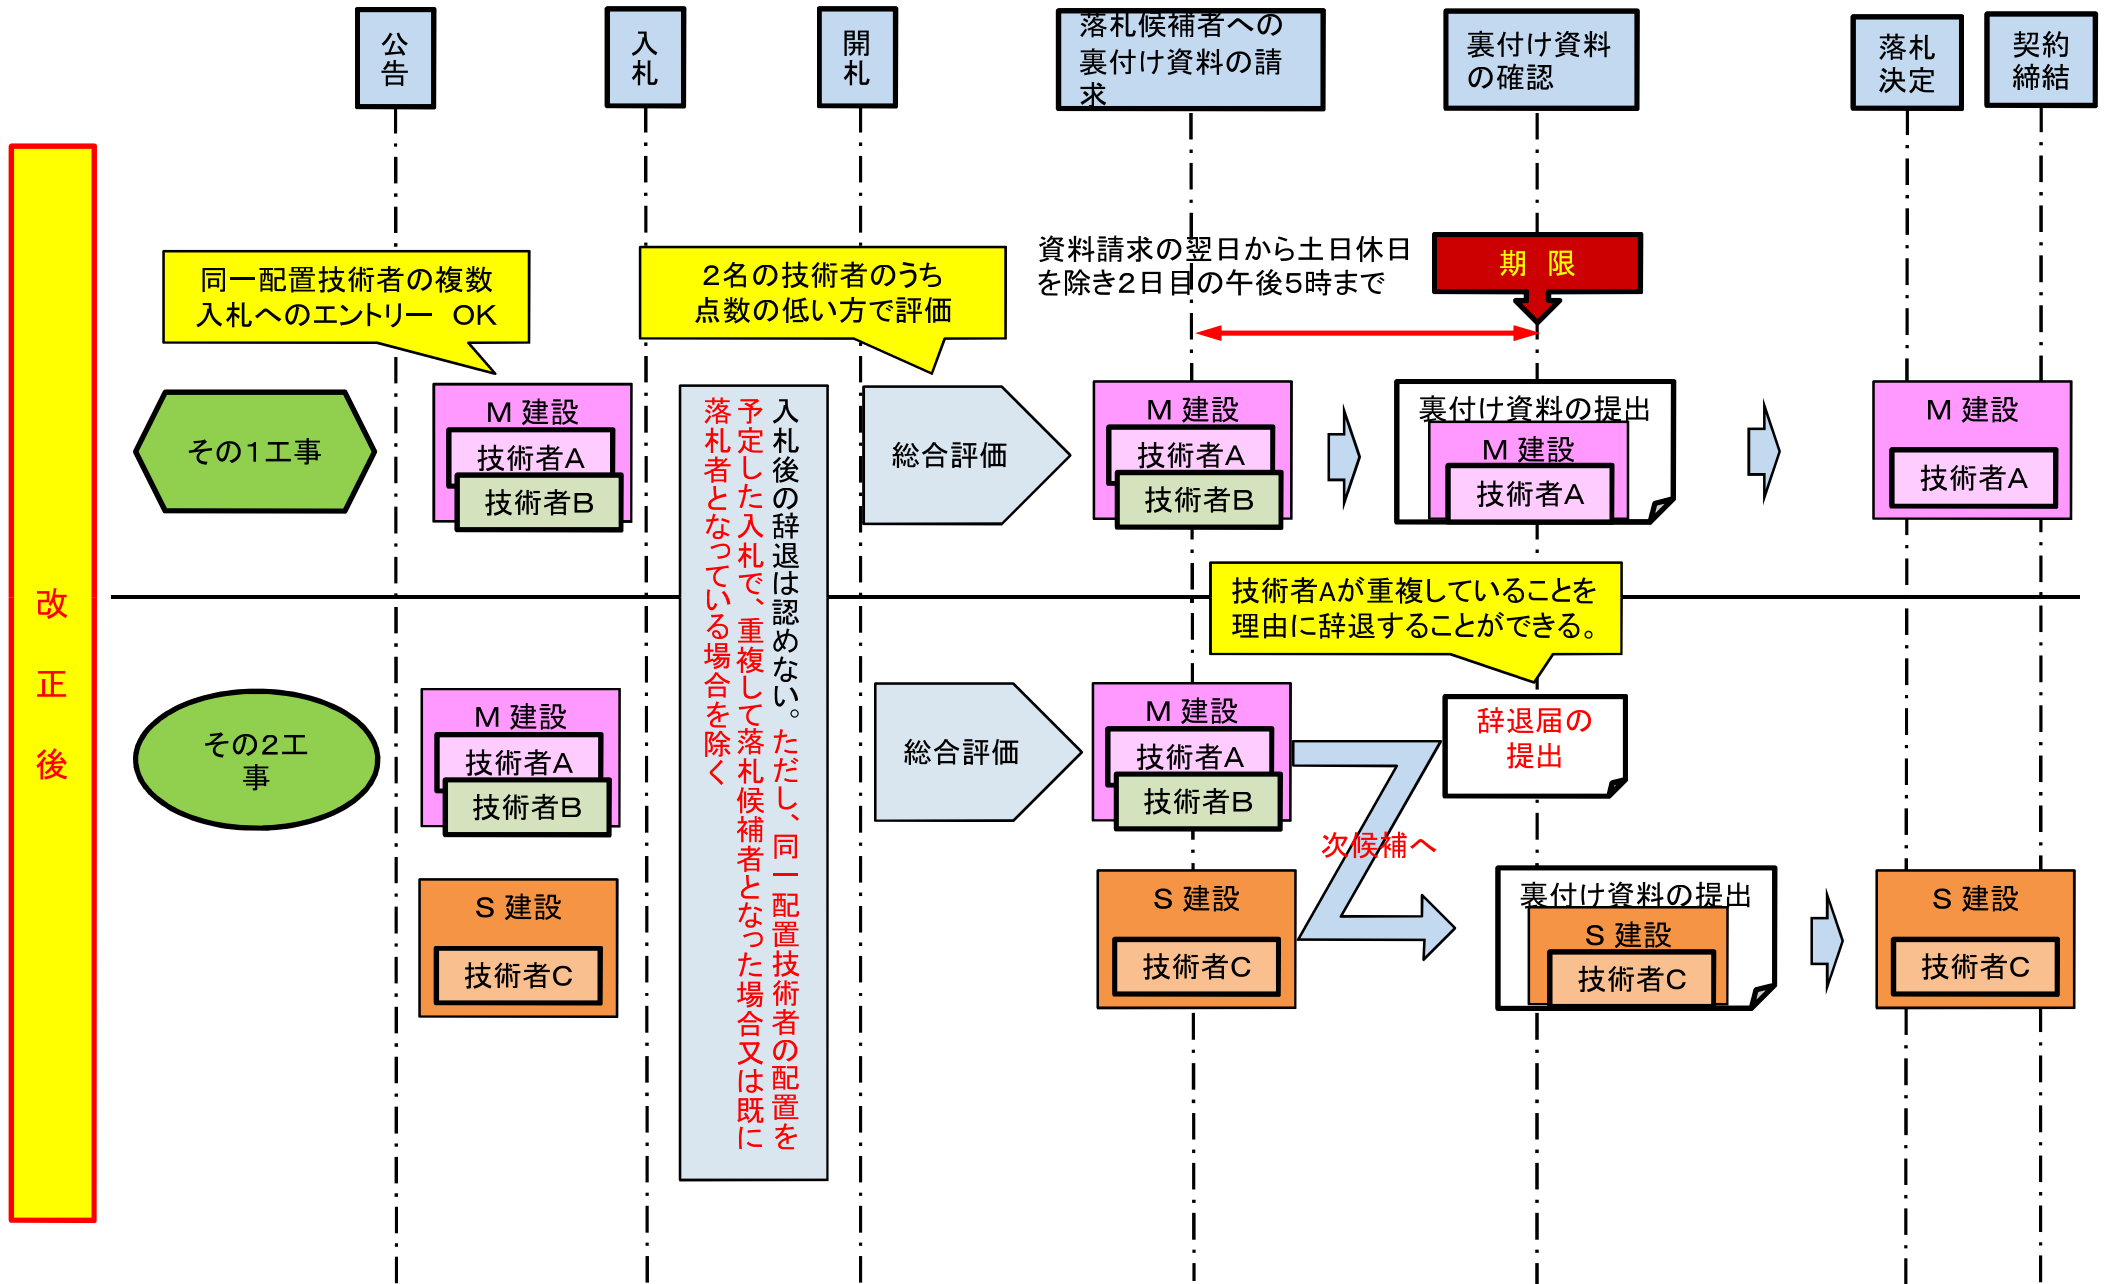 公
告
入
札
開
札
落札候補者への
裏付け資料の請
求
裏付け資料
の確認
落札
決定
契約
締結
改
正
後
同一配置技術者の複数
入札へのエントリー　OK
２名の技術者のうち
点数の低い方で評価
資料請求の翌日から土日休日
を除き２日目の午後５時まで
期　限
その１工事
M 建設
技術者A
技術者B
入札後の辞退は認めない。ただし、同一配置技術者の配置を
予定した入札で、重複して落札候補者となった場合又は既に
落札者となっている場合を除く
総合評価
M 建設
技術者A
技術者B
裏付け資料の提出
M 建設
技術者A
M 建設
技術者A
技術者Aが重複していることを
理由に辞退することができる。
その２工
事
M 建設
技術者A
技術者B
総合評価
M 建設
技術者A
技術者B
辞退届の
提出
次候補へ
S 建設
技術者C
S 建設
技術者C
裏付け資料の提出
S 建設
技術者C
S 建設
技術者C